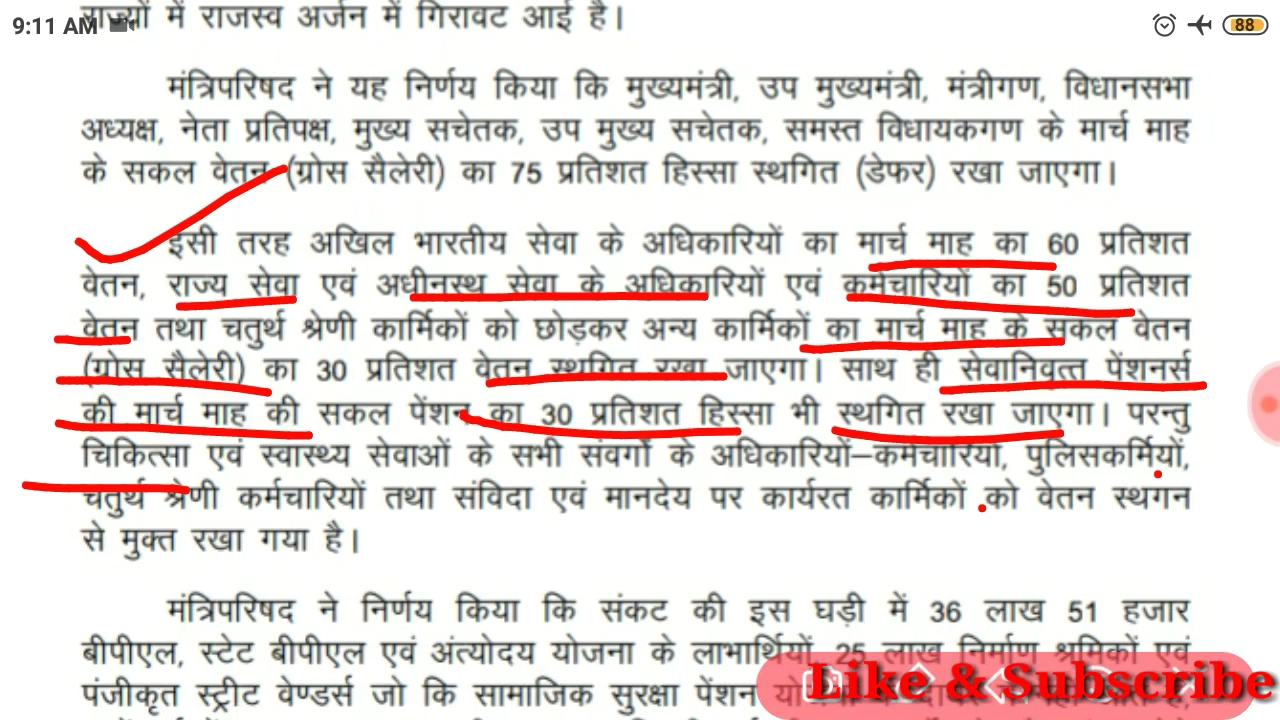 राज्यों में राजस्व अर्जन में गिरावट आई है।
9:11 AM
88
मंत्रिपरिषद ने यह निर्णय किया कि मुख्यमंत्री, उप मुख्यमंत्री, मंत्रीगण, विधानसभा
अध्यक्ष, नेता प्रतिपक्ष, मुख्य सचेतक, उप मुख्य सचेतक, समस्त विधायकगण के मार्च माह
के सकल वेतन (ग्रोस सैलेरी) का 75 प्रतिशत हिस्सा स्थगित (डेफर) रखा जाएगा।
इसी तरह अखिल भारतीय सेवा के अधिकारियों का मार्च माह का 60 प्रतिशत
वेतन, राज्य सेवा एवं अधीनस्थ सेवा के अधिकारियों एवं कर्मचारियों का 50 प्रतिशत
वेतन तथा चतुर्थ श्रेणी कार्मिकों को छोड़कर अन्य कार्मिकों का मार्च माह के सकल वेतन
(ग्रोस सैलेरी) का 30 प्रतिशत वेतन स्थगित रखा जाएगा। साथ ही सेवानिवृत्त पेंशनर्स
की मार्च माह की सकल पेंशन का 30 प्रतिशत हिस्सा भी स्थगित रखा जाएगा। परन्तु
चिकित्सा एवं स्वास्थ्य सेवाओं के सभी संवर्गों के अधिकारियों–कर्मचारियों, पुलिसकर्मियों,
चतुर्थ श्रेणी कर्मचारियों तथा संविदा एवं मानदेय पर कार्यरत कार्मिकों को वेतन स्थगन
से मुक्त रखा गया है।
मंत्रिपरिषद ने निर्णय किया कि संकट की इस घड़ी में 36 लाख 51 हजार
बीपीएल, स्टेट बीपीएल एवं अंत्योदय योजना के लाभार्थियों, 25 लाख निर्माण श्रमिकों एवं
पंजीकृत स्ट्रीट वेण्डर्स जो कि सामाजिक सुरक्षा पेंशन
Like & Subscribe